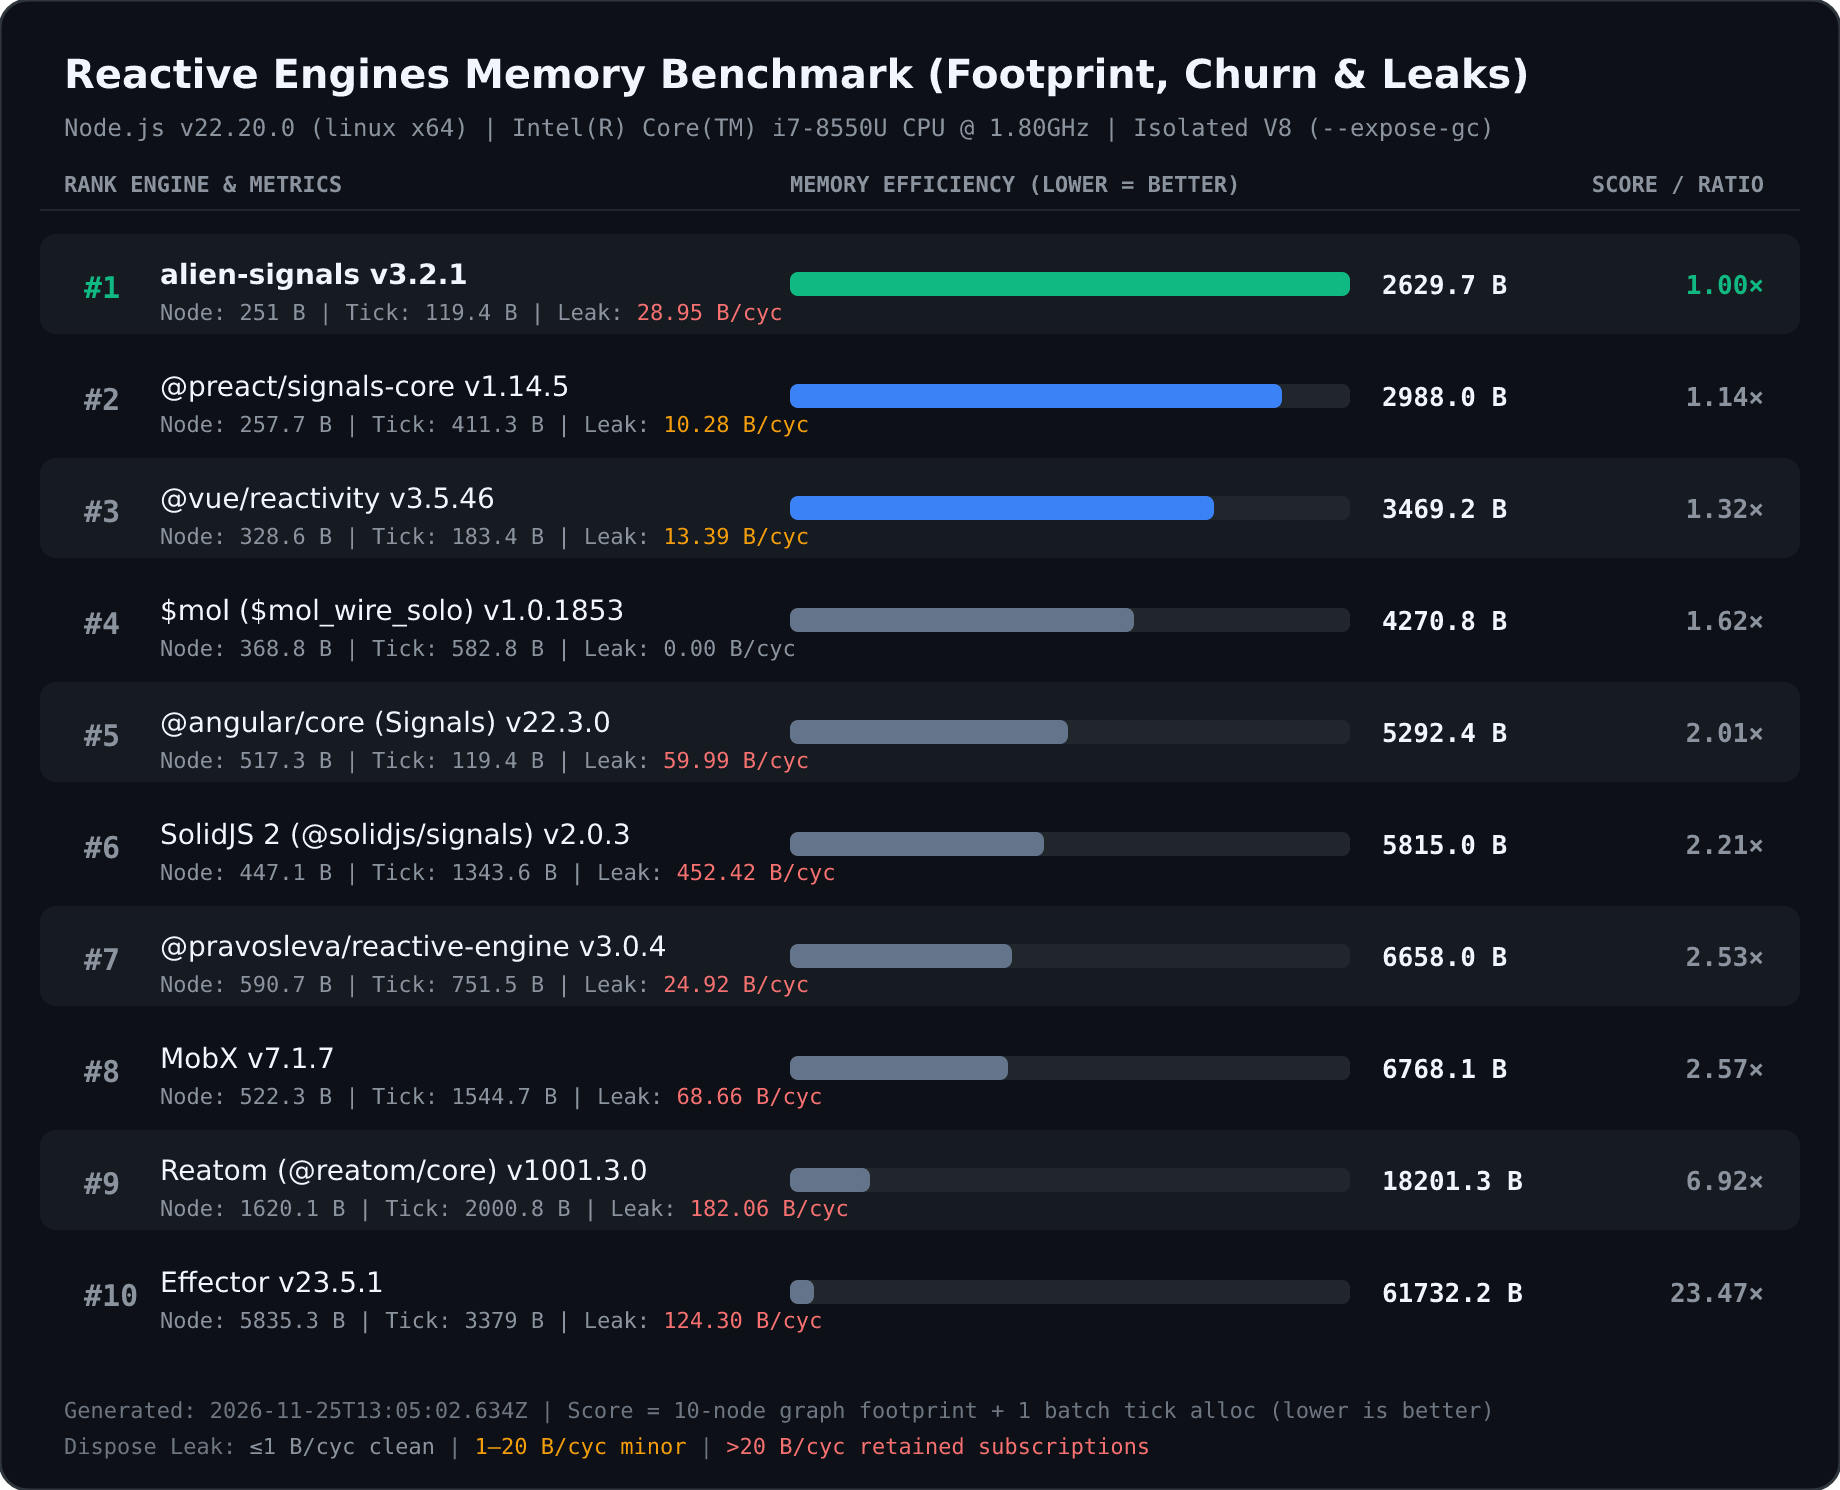 Reactive Engines Memory Benchmark (Footprint, Churn & Leaks)
Node.js v22.20.0 (linux x64) | Intel(R) Core(TM) i7-8550U CPU @ 1.80GHz | Isolated V8 (--expose-gc)
RANK ENGINE & METRICS MEMORY EFFICIENCY (LOWER = BETTER) SCORE / RATIO
#1 alien-signals v3.2.1 2629.7 B 1.00×
Node: 251 B | Tick: 119.4 B | Leak: 28.95 B/cyc
#2 @preact/signals-core v1.14.5 2988.0 B 1.14×
Node: 257.7 B | Tick: 411.3 B | Leak: 10.28 B/cyc
#3 @vue/reactivity v3.5.46 3469.2 B 1.32×
Node: 328.6 B | Tick: 183.4 B | Leak: 13.39 B/cyc
#4 $mol ($mol_wire_solo) v1.0.1853 4270.8 B 1.62×
Node: 368.8 B | Tick: 582.8 B | Leak: 0.00 B/cyc
#5 @angular/core (Signals) v22.3.0 5292.4 B 2.01×
Node: 517.3 B | Tick: 119.4 B | Leak: 59.99 B/cyc
#6 SolidJS 2 (@solidjs/signals) v2.0.3 5815.0 B 2.21×
Node: 447.1 B | Tick: 1343.6 B | Leak: 452.42 B/cyc
#7 @pravosleva/reactive-engine v3.0.4 6658.0 B 2.53×
Node: 590.7 B | Tick: 751.5 B | Leak: 24.92 B/cyc
#8 MobX v7.1.7 6768.1 B 2.57×
Node: 522.3 B | Tick: 1544.7 B | Leak: 68.66 B/cyc
#9 Reatom (@reatom/core) v1001.3.0 18201.3 B 6.92×
Node: 1620.1 B | Tick: 2000.8 B | Leak: 182.06 B/cyc
#10 Effector v23.5.1 61732.2 B 23.47×
Node: 5835.3 B | Tick: 3379 B | Leak: 124.30 B/cyc
Generated: 2026-11-25T13:05:02.634Z | Score = 10-node graph footprint + 1 batch tick alloc (lower is better)
Dispose Leak: ≤1 B/cyc clean | 1–20 B/cyc minor | >20 B/cyc retained subscriptions